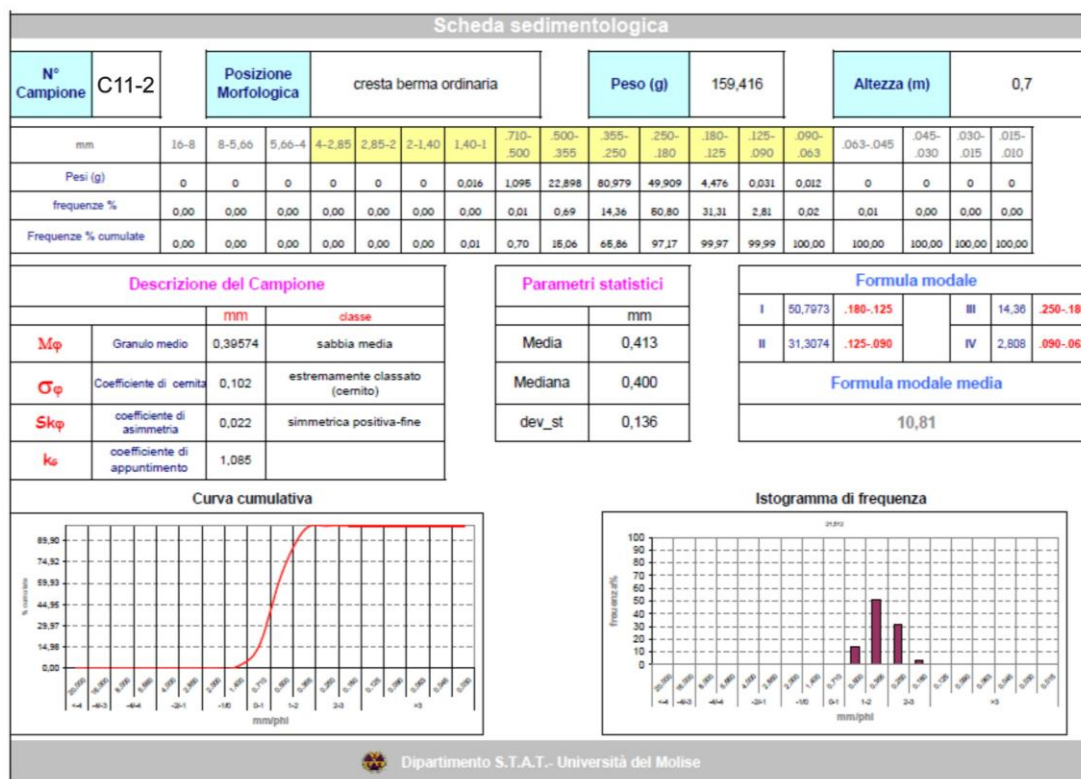 Scheda sedimentologica
N° Campione C11-2 Posizione Morfologica cresta berma ordinaria Peso (g) 159,416 Altezza (m) 0,7
mm 16-8 8-5,66 5,66-4 4-2,85 2,85-2 2-1,40 1,40-1 .710-.500 .500-.355 .355-.250 .250-.180 .180-.125 .125-.090 .090-.063 .063-.045 .045-.030 .030-.015 .015-.010
Pesi (g) 0 0 0 0 0 0 0,016 1,095 22,898 80,979 49,909 4,476 0,031 0,012 0 0 0 0
frequenze % 0,00 0,00 0,00 0,00 0,00 0,00 0,00 0,01 0,69 14,36 50,80 31,31 2,81 0,02 0,01 0,00 0,00 0,00
Frequenze % cumulate 0,00 0,00 0,00 0,00 0,00 0,00 0,01 0,70 15,06 65,86 97,17 99,97 99,99 100,00 100,00 100,00 100,00 100,00
Descrizione del Campione
mm classe
Mφ Granulo medio 0,39574 sabbia media
σφ Coefficiente di cernita 0,102 estremamente classato (cernito)
Skφ coefficiente di asimmetria 0,022 simmetrica positiva-fine
coefficiente di appuntimento 1,085
Parametri statistici
mm
Media 0,413
Mediana 0,400
dev_st 0,136
Formula modale
I 50,7973 .180-.125 III 14,36 .250-.18
II 31,3074 .125-.090 IV 2,808 .090-.06
Formula modale media
10,81
Curva cumulativa
% cumulate
89,90
74,92
59,93
44,95
29,97
14,98
0,00
mm/phi
Istogramma di frequenza
frequenza%
100
90
80
70
60
50
40
30
20
10
0
mm/phi
Dipartimento S.T.A.T.- Università del Molise